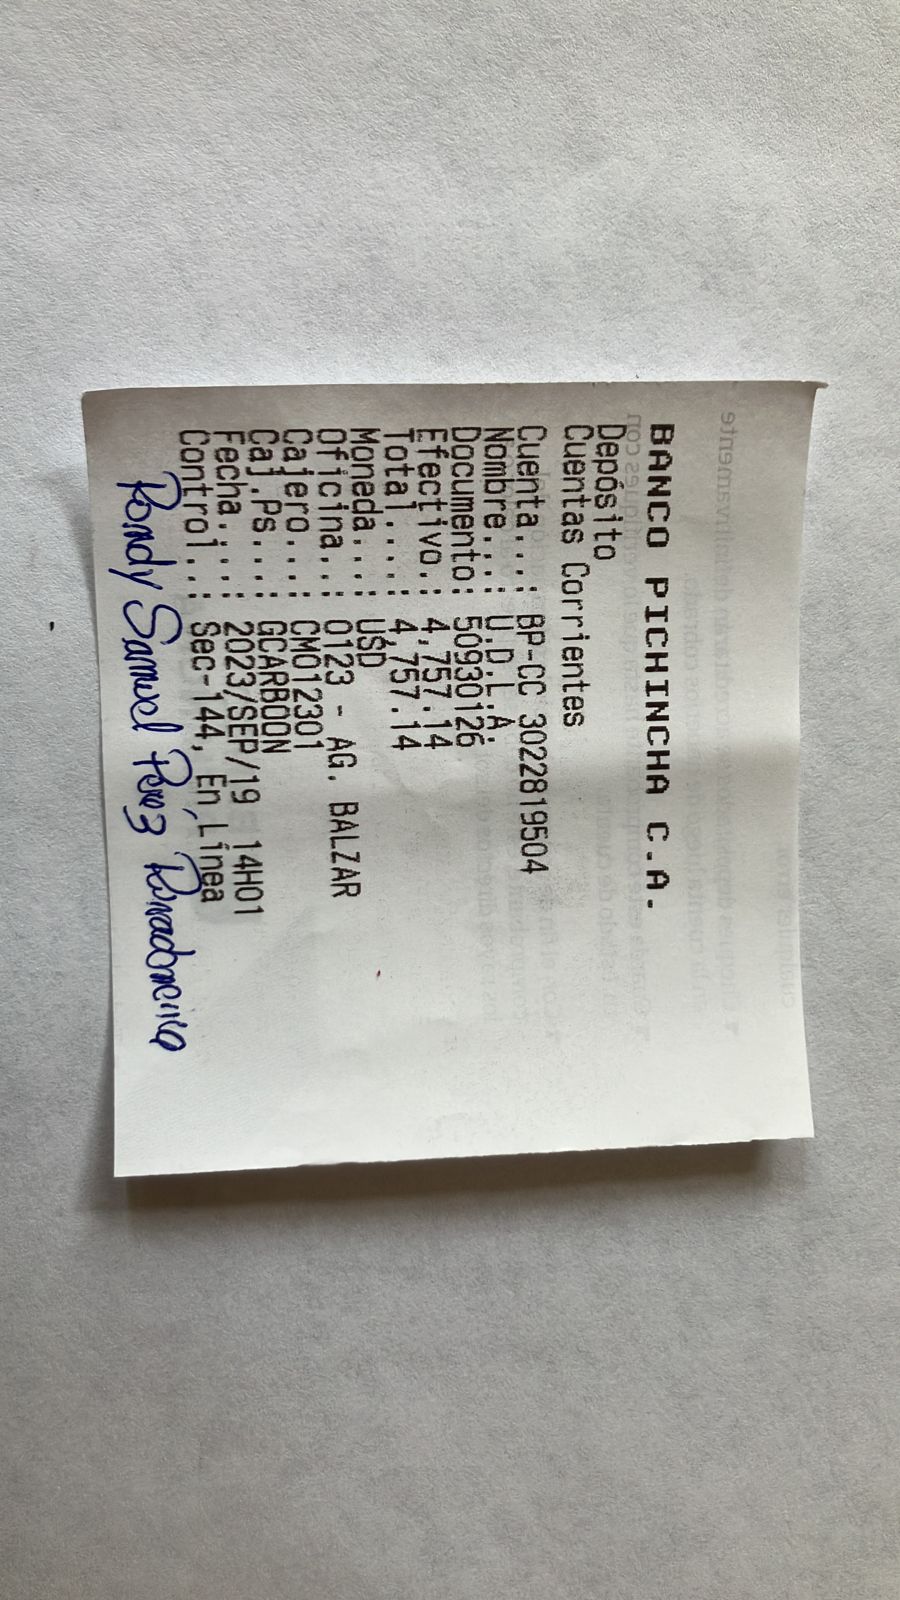 BANCO PICHINCHA C.A.
Depósito
Cuentas Corrientes
Cuenta....: BP-CC 3022819504
Nombre....: U.D.L.A.
Documento: 50930126
Efectivo.: 4,757.14
Total....: 4,757.14
Moneda...: USD
Oficina..: 0123 - AG. BALZAR
Cajero...: CM012301
Caj.Ps...: GCARBOON
Fecha....: 2023/SEP/19 14H01
Control..: Sec-144, En Línea
Samuel Pérez